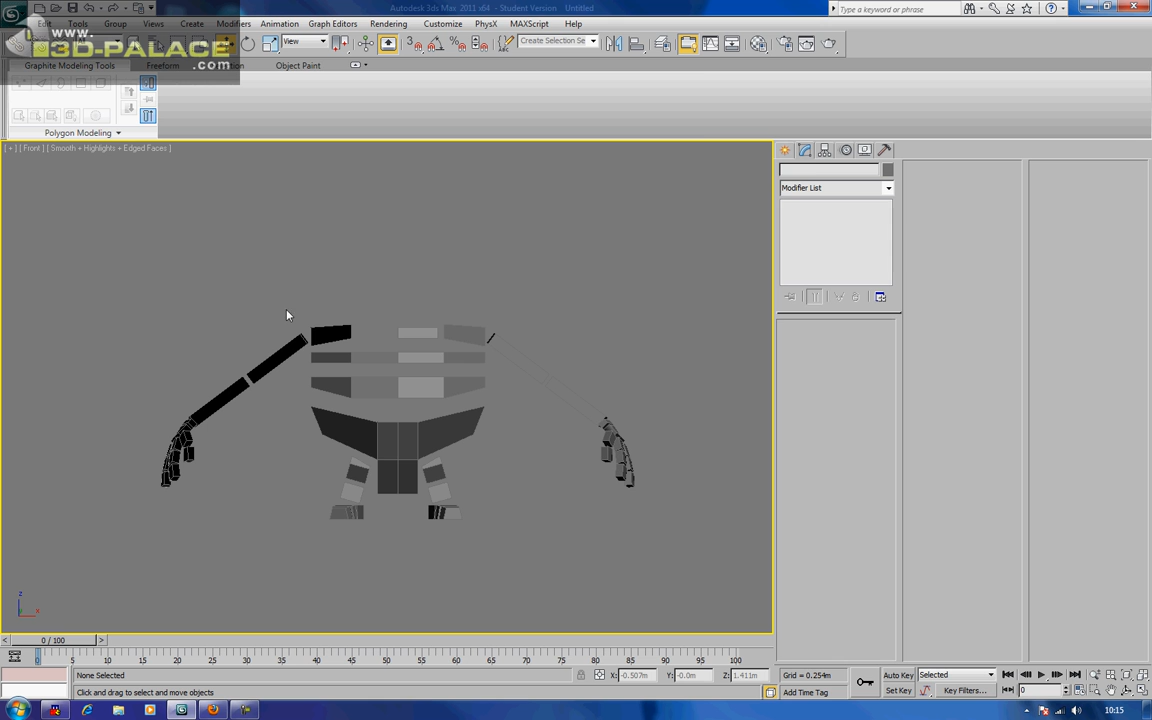 Autodesk 3ds Max 2011 x64 - Student Version Untitled
Type a keyword or phrase
Edit Tools Group Views Create Modifiers Animation Graph Editors Rendering Customize PhysX MAXScript Help
www.
3D-PALACE
.com
View
Create Selection Se
Graphite Modeling Tools Freeform Object Paint
Polygon Modeling
[ + ] [ Front ] [ Smooth + Highlights + Edged Faces ]
Modifier List
z
x
0 / 100
0 5 10 15 20 25 30 35 40 45 50 55 60 65 70 75 80 85 90 95 100
None Selected X: -0.507m Y: -0.0m Z: 1.411m Grid = 0.254m Auto Key Selected
Click and drag to select and move objects Add Time Tag Set Key Key Filters... 0
10:15